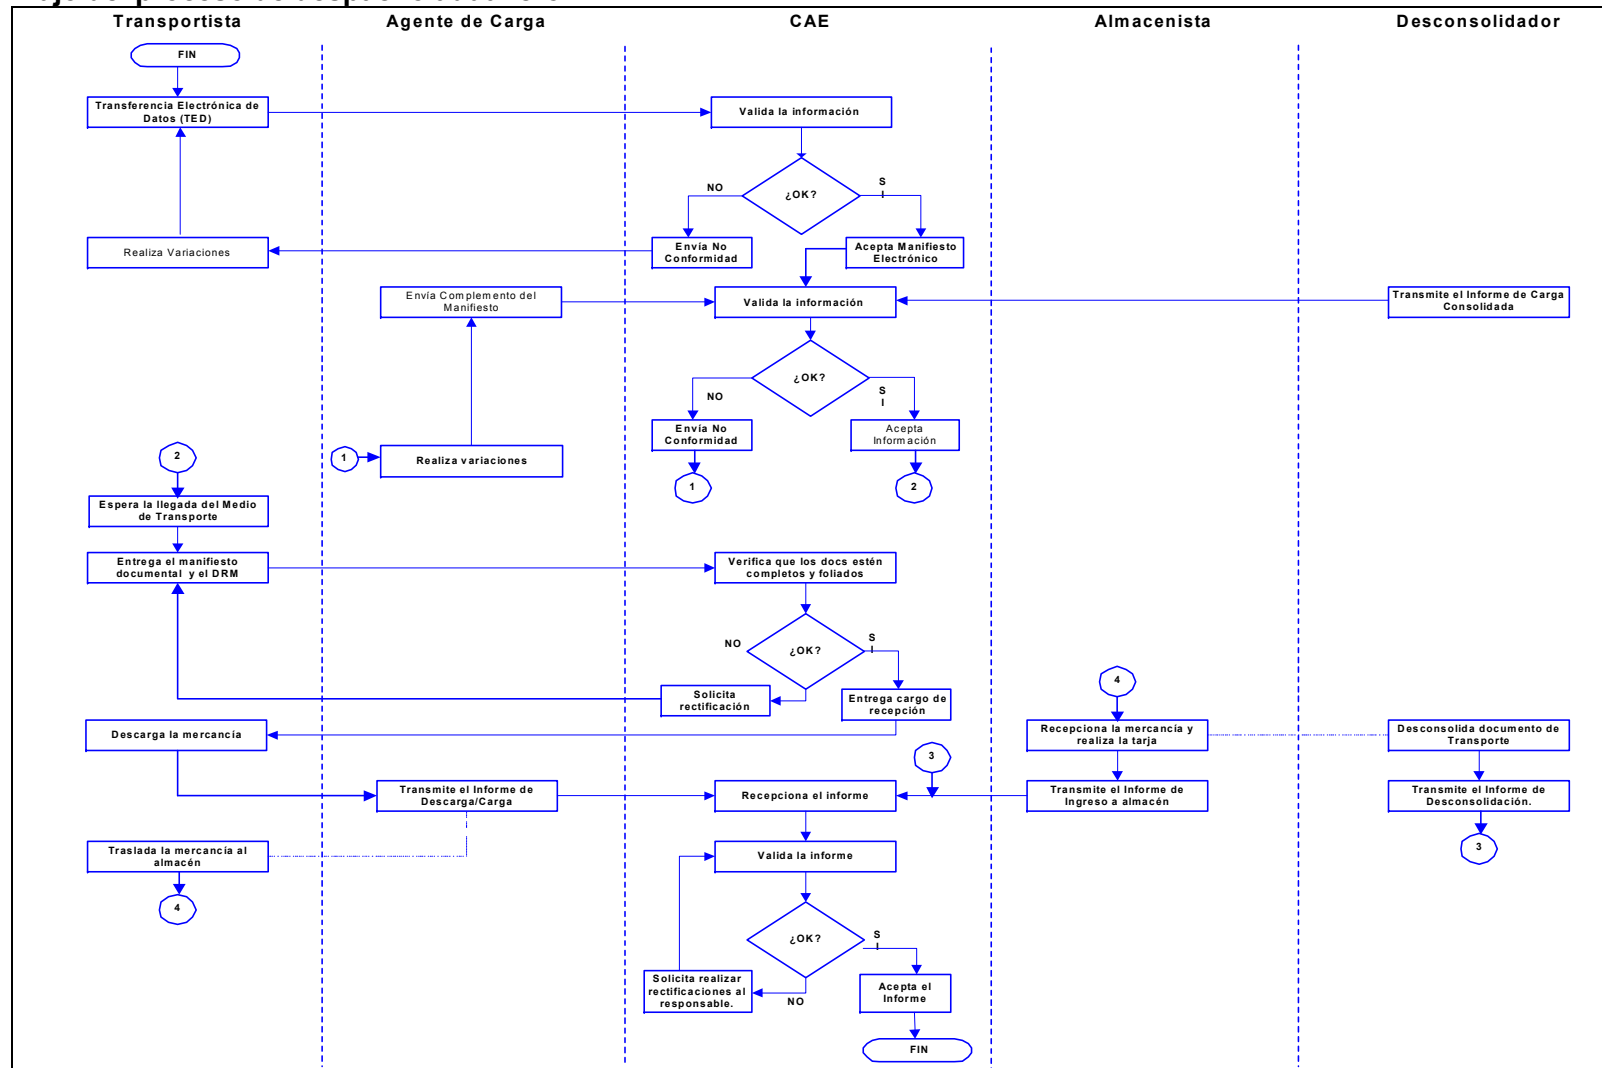 Transportista
Agente de Carga
CAE
Almacenista
Desconsolidador
FIN
Transferencia Electrónica de
Datos (TED)
Valida la información
¿OK?
NO
S
I
Realiza Variaciones
Envía No
Conformidad
Acepta Manifiesto
Electrónico
Envía Complemento del
Manifiesto
Valida la información
Transmite el Informe de Carga
Consolidada
¿OK?
NO
S
I
Envía No
Conformidad
Acepta
Información
2
1
Realiza variaciones
1
2
Espera la llegada del Medio
de Transporte
Entrega el manifiesto
documental y el DRM
Verifica que los docs estén
completos y foliados
NO
¿OK?
S
I
Solicita
rectificación
Entrega cargo de
recepción
4
Descarga la mercancía
Recepciona la mercancía y
realiza la tarja
Desconsolida documento de
Transporte
3
Transmite el Informe de
Descarga/Carga
Recepciona el informe
Transmite el Informe de
Ingreso a almacén
Transmite el Informe de
Desconsolidación.
Traslada la mercancía al
almacén
Valida la informe
3
4
¿OK?
S
I
Solicita realizar
rectificaciones al
responsable.
NO
Acepta el
Informe
FIN